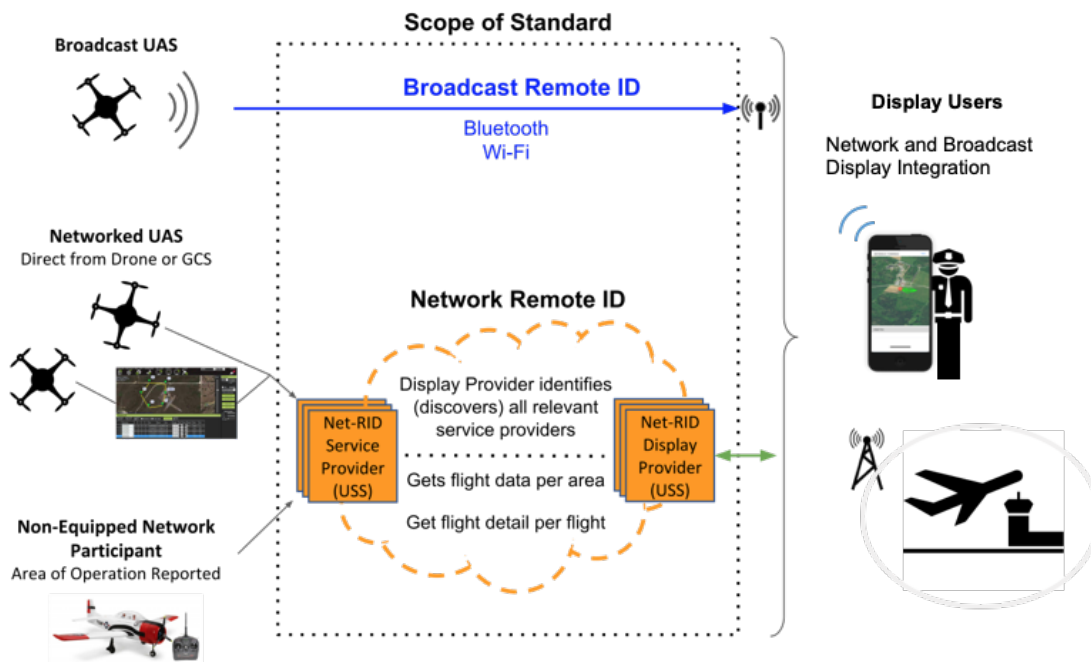 Scope of Standard
Broadcast UAS
Broadcast Remote ID
Bluetooth
Wi-Fi
Display Users
Network and Broadcast
Display Integration
Networked UAS
Direct from Drone or GCS
Network Remote ID
Display Provider identifies
(discovers) all relevant
service providers
Net-RID
Service
Provider
(USS)
Net-RID
Display
Provider
(USS)
Gets flight data per area
Get flight detail per flight
Non-Equipped Network
Participant
Area of Operation Reported